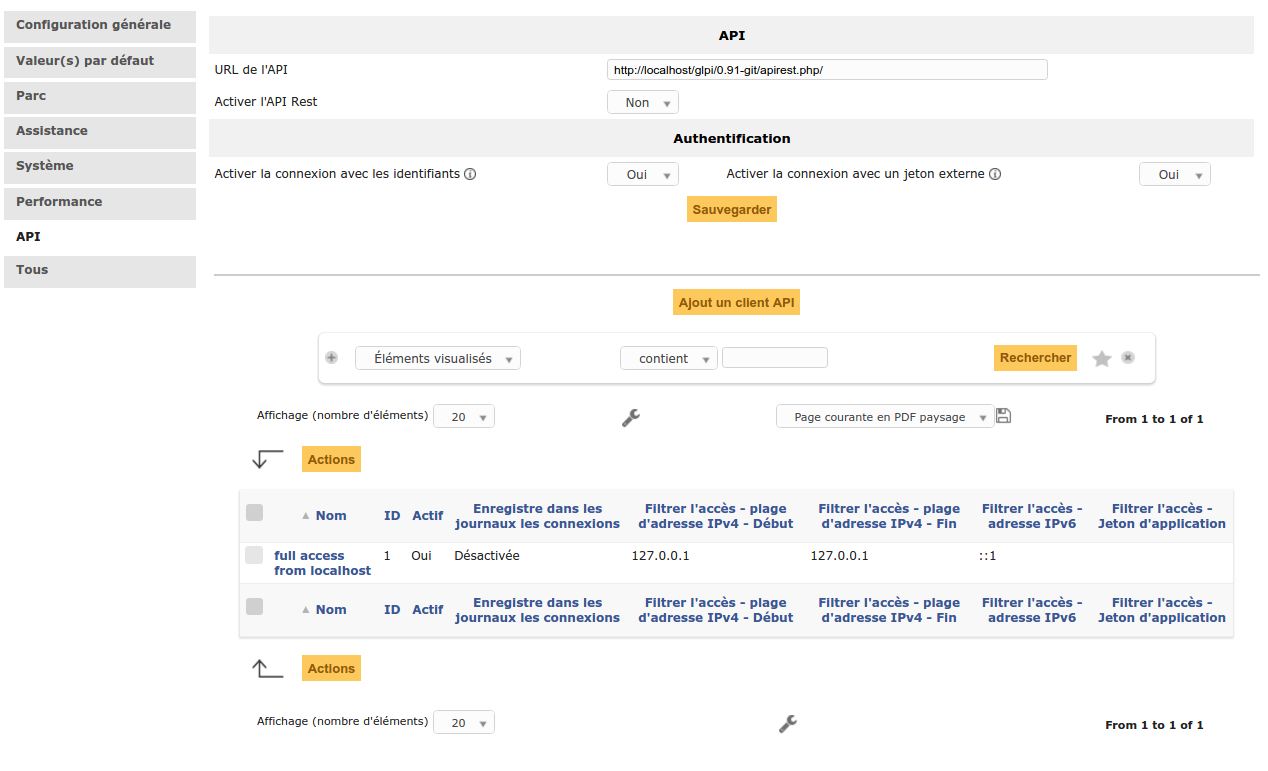 Configuration générale
Valeur(s) par défaut
Parc
Assistance
Système
Performance
API
Tous
API
URL de l'API http://localhost/glpi/0.91-git/apirest.php/
Activer l'API Rest Non
Authentification
Activer la connexion avec les identifiants Oui Activer la connexion avec un jeton externe Oui
Sauvegarder
Ajout un client API
Éléments visualisés contient Rechercher
Affichage (nombre d'éléments) 20 Page courante en PDF paysage From 1 to 1 of 1
Actions
Nom ID Actif Enregistre dans les journaux les connexions Filtrer l'accès - plage d'adresse IPv4 - Début Filtrer l'accès - plage d'adresse IPv4 - Fin Filtrer l'accès - adresse IPv6 Filtrer l'accès - Jeton d'application
full access from localhost 1 Oui Désactivée 127.0.0.1 127.0.0.1 ::1
Nom ID Actif Enregistre dans les journaux les connexions Filtrer l'accès - plage d'adresse IPv4 - Début Filtrer l'accès - plage d'adresse IPv4 - Fin Filtrer l'accès - adresse IPv6 Filtrer l'accès - Jeton d'application
Actions
Affichage (nombre d'éléments) 20 From 1 to 1 of 1